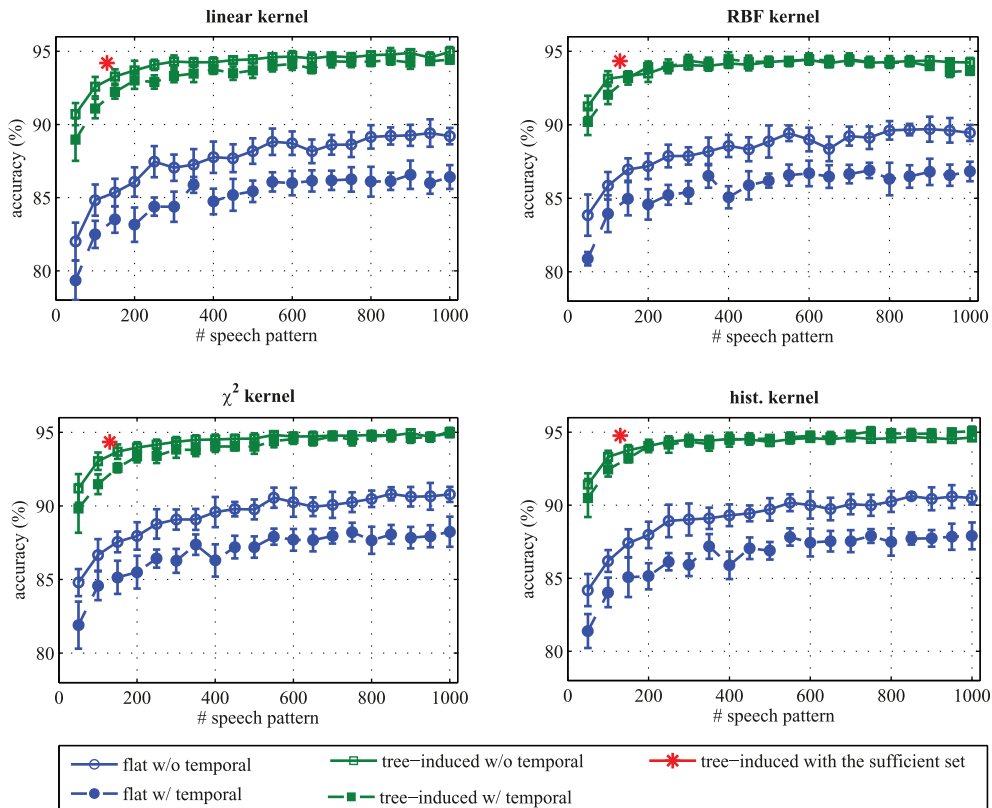 linear kernel
95
90
85
80
accuracy (%)
0
200
400
600
800
1000
# speech pattern
RBF kernel
95
90
85
80
accuracy (%)
0
200
400
600
800
1000
# speech pattern
χ² kernel
95
90
85
80
accuracy (%)
0
200
400
600
800
1000
# speech pattern
hist. kernel
95
90
85
80
accuracy (%)
0
200
400
600
800
1000
# speech pattern
flat w/o temporal
flat w/ temporal
tree−induced w/o temporal
tree−induced w/ temporal
tree−induced with the sufficient set